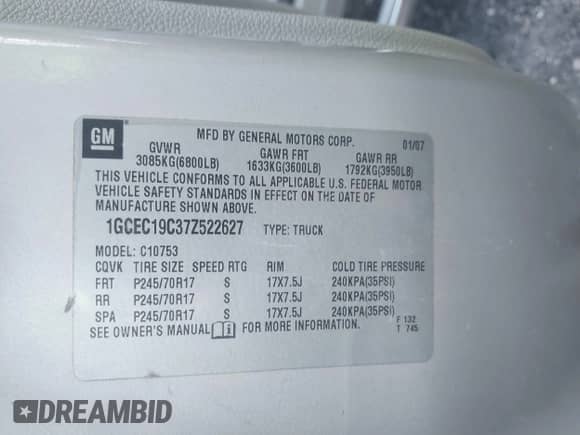 GM
MFD BY GENERAL MOTORS CORP. 01/07
GVWR GAWR FRT GAWR RR
3085KG(6800LB) 1633KG(3600LB) 1792KG(3950LB)
THIS VEHICLE CONFORMS TO ALL APPLICABLE U.S. FEDERAL MOTOR
VEHICLE SAFETY STANDARDS IN EFFECT ON THE DATE OF
MANUFACTURE SHOWN ABOVE.
1GCEC19C37Z522627 TYPE: TRUCK
MODEL: C10753
CQVK TIRE SIZE SPEED RTG RIM COLD TIRE PRESSURE
FRT P245/70R17 S 17X7.5J 240KPA(35PSI)
RR P245/70R17 S 17X7.5J 240KPA(35PSI)
SPA P245/70R17 S 17X7.5J 240KPA(35PSI)
SEE OWNER'S MANUAL FOR MORE INFORMATION.
F 132
T 745
DREAMBID